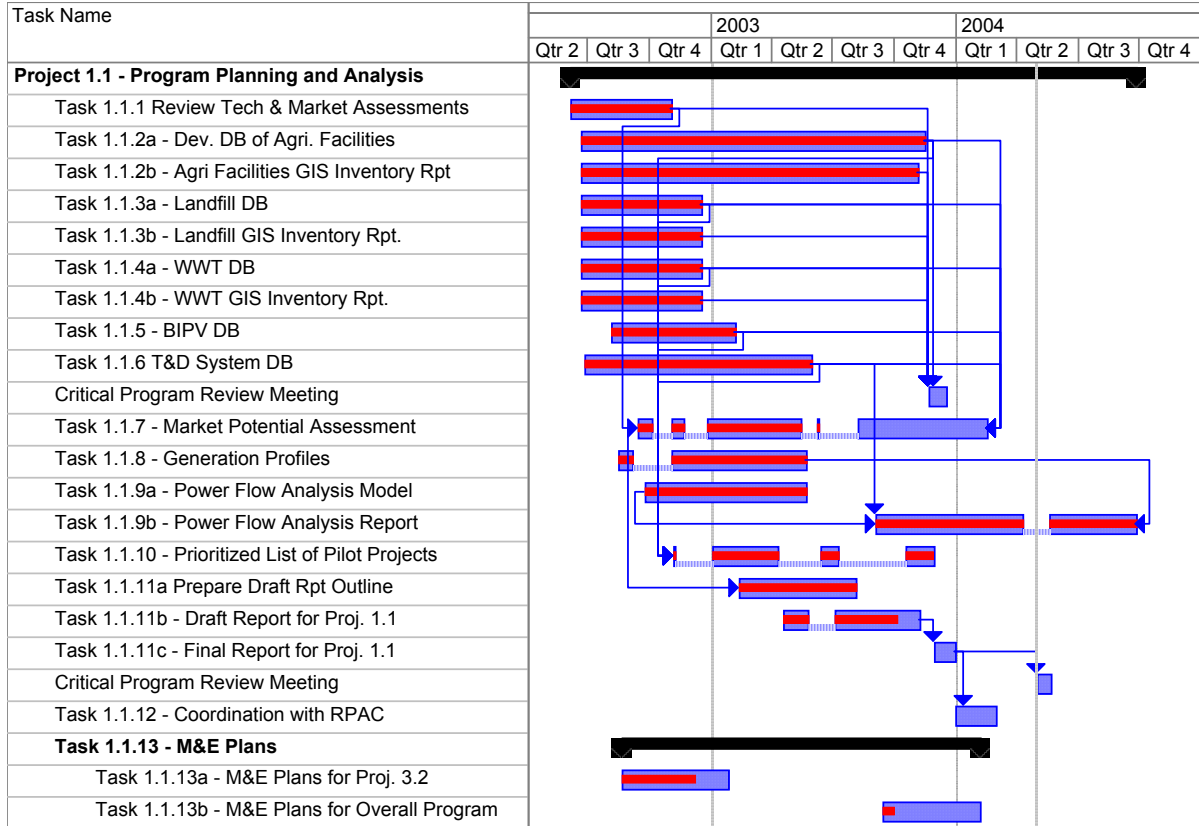 Task Name
2003 2004
Qtr 2 Qtr 3 Qtr 4 Qtr 1 Qtr 2 Qtr 3 Qtr 4 Qtr 1 Qtr 2 Qtr 3 Qtr 4
Project 1.1 - Program Planning and Analysis
Task 1.1.1 Review Tech & Market Assessments
Task 1.1.2a - Dev. DB of Agri. Facilities
Task 1.1.2b - Agri Facilities GIS Inventory Rpt
Task 1.1.3a - Landfill DB
Task 1.1.3b - Landfill GIS Inventory Rpt.
Task 1.1.4a - WWT DB
Task 1.1.4b - WWT GIS Inventory Rpt.
Task 1.1.5 - BIPV DB
Task 1.1.6 T&D System DB
Critical Program Review Meeting
Task 1.1.7 - Market Potential Assessment
Task 1.1.8 - Generation Profiles
Task 1.1.9a - Power Flow Analysis Model
Task 1.1.9b - Power Flow Analysis Report
Task 1.1.10 - Prioritized List of Pilot Projects
Task 1.1.11a Prepare Draft Rpt Outline
Task 1.1.11b - Draft Report for Proj. 1.1
Task 1.1.11c - Final Report for Proj. 1.1
Critical Program Review Meeting
Task 1.1.12 - Coordination with RPAC
Task 1.1.13 - M&E Plans
Task 1.1.13a - M&E Plans for Proj. 3.2
Task 1.1.13b - M&E Plans for Overall Program